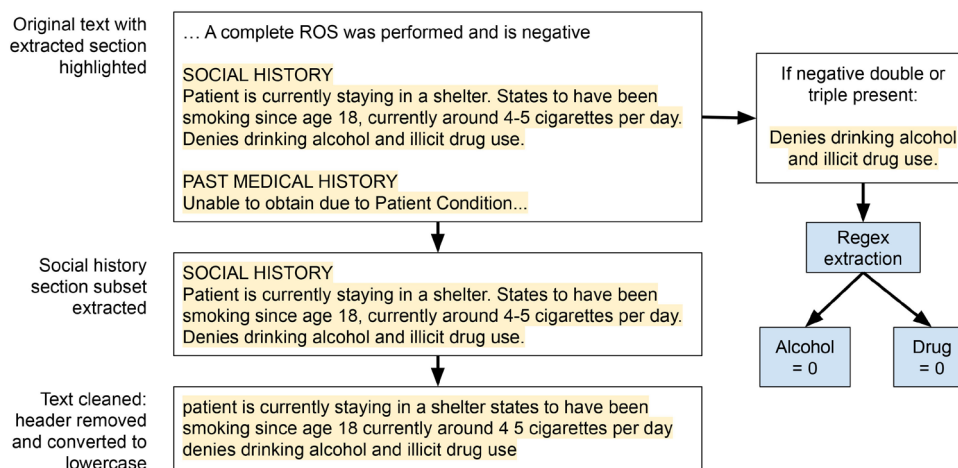 Original text with
extracted section
highlighted
… A complete ROS was performed and is negative
SOCIAL HISTORY
Patient is currently staying in a shelter. States to have been
smoking since age 18, currently around 4-5 cigarettes per day.
Denies drinking alcohol and illicit drug use.
PAST MEDICAL HISTORY
Unable to obtain due to Patient Condition...
If negative double or
triple present:
Denies drinking alcohol
and illicit drug use.
Regex
extraction
Alcohol
= 0
Drug
= 0
Social history
section subset
extracted
SOCIAL HISTORY
Patient is currently staying in a shelter. States to have been
smoking since age 18, currently around 4-5 cigarettes per day.
Denies drinking alcohol and illicit drug use.
Text cleaned:
header removed
and converted to
lowercase
patient is currently staying in a shelter states to have been
smoking since age 18 currently around 4 5 cigarettes per day
denies drinking alcohol and illicit drug use